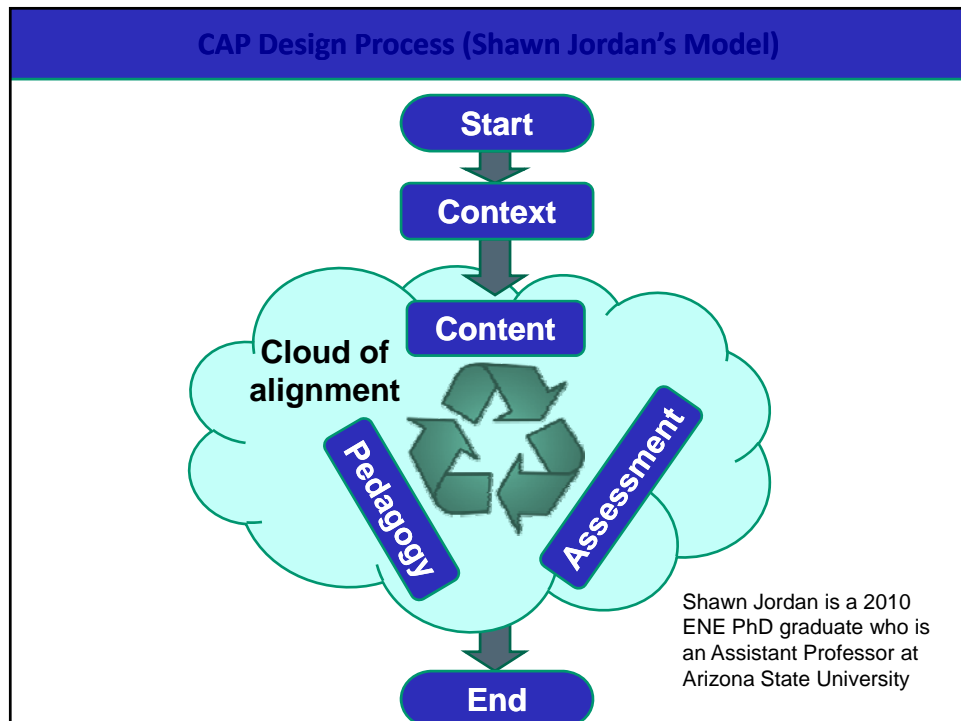 CAP Design Process (Shawn Jordan’s Model)
Start
Context
Content
Cloud of
alignment
Pedagogy
Assessment
Shawn Jordan is a 2010
ENE PhD graduate who is
an Assistant Professor at
Arizona State University
End